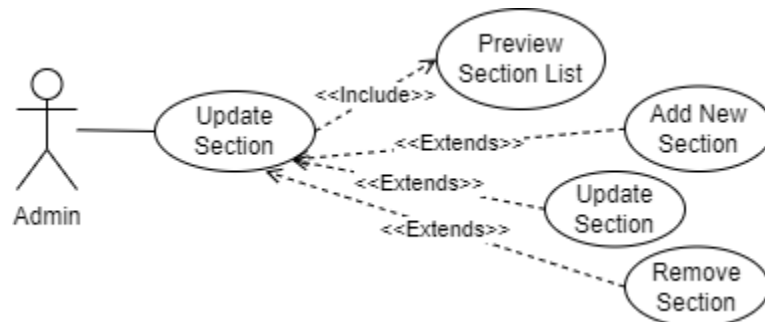 Preview
Section List
<<Include>>
Update
Section
Add New
Section
<<Extends>>
<<Extends>>
Update
Section
<<Extends>>
Admin
Remove
Section